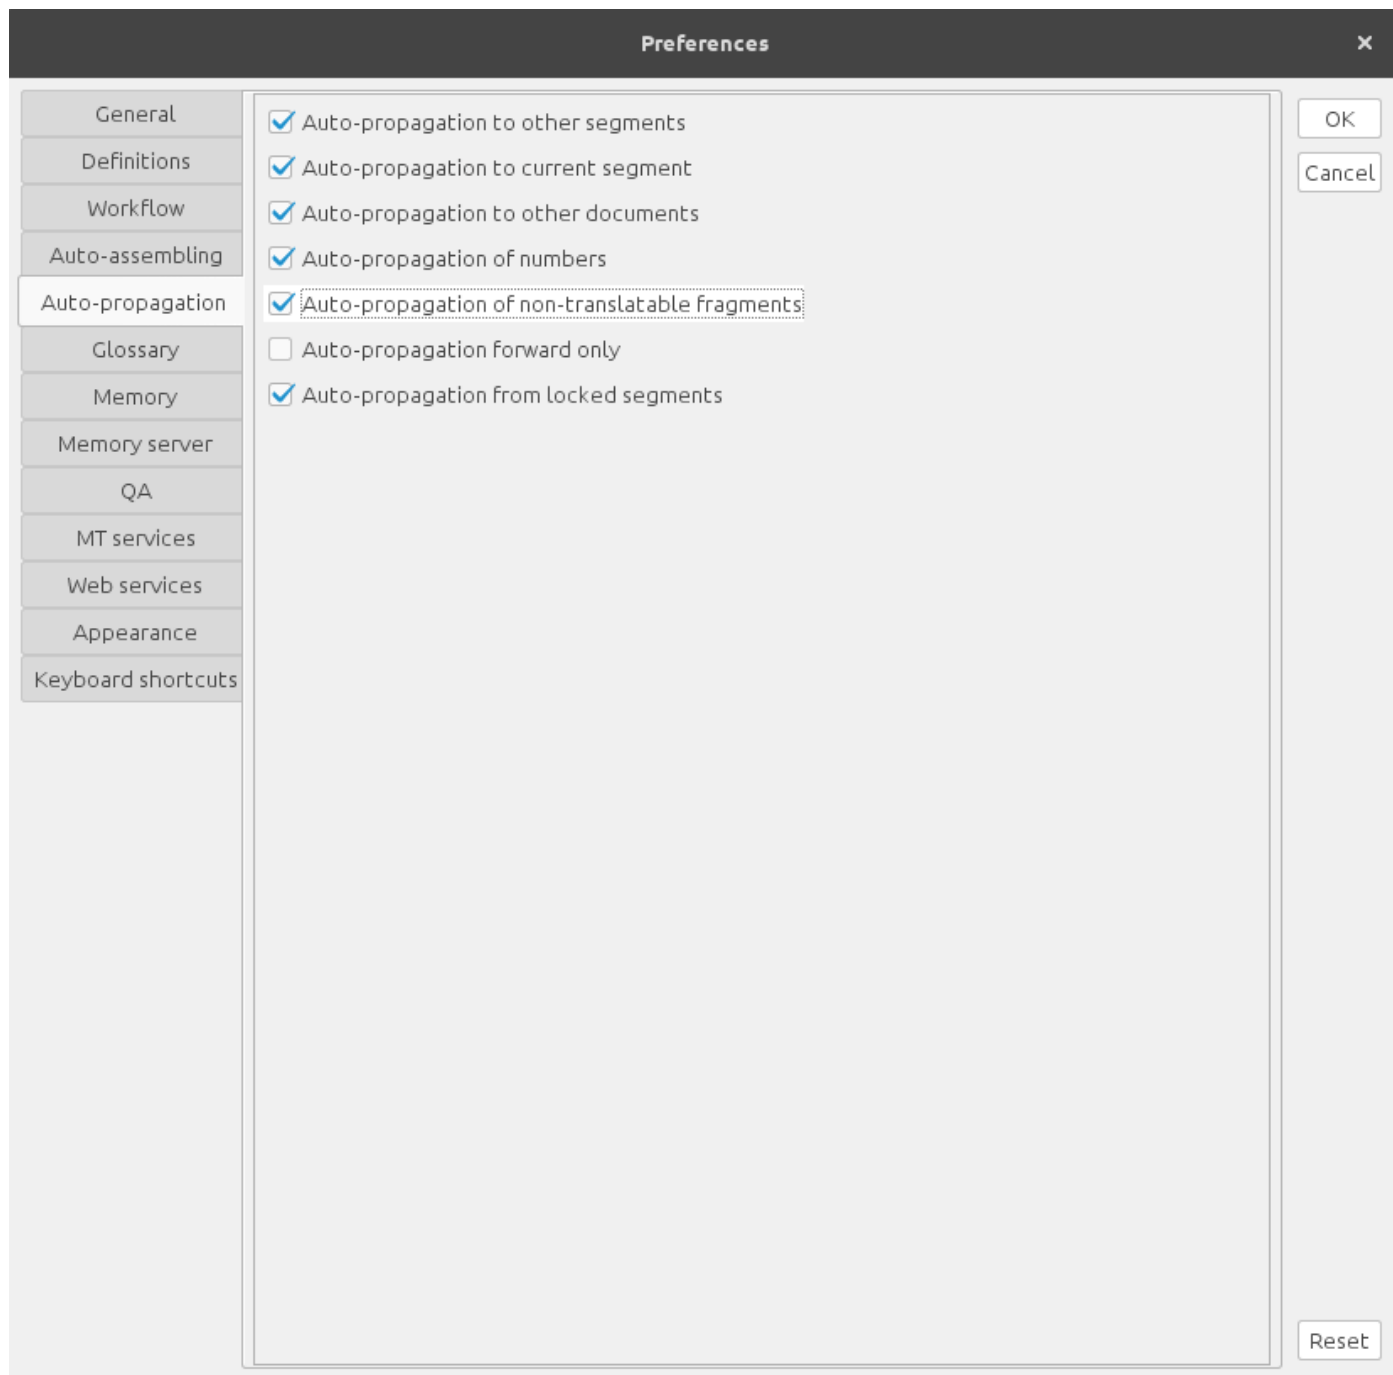 Preferences
General
Definitions
Workflow
Auto-assembling
Auto-propagation
Glossary
Memory
Memory server
QA
MT services
Web services
Appearance
Keyboard shortcuts
Auto-propagation to other segments
Auto-propagation to current segment
Auto-propagation to other documents
Auto-propagation of numbers
Auto-propagation of non-translatable fragments
Auto-propagation forward only
Auto-propagation from locked segments
OK
Cancel
Reset